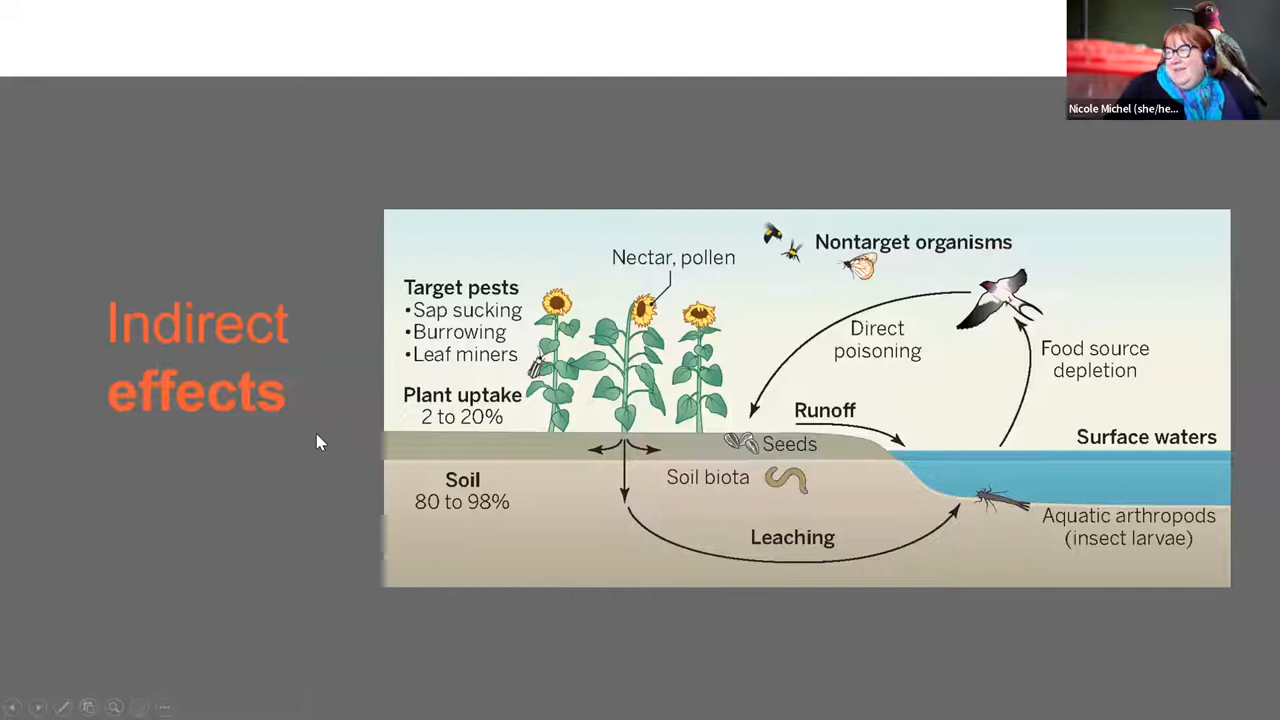 Nicole Michel (she/he...
Indirect
effects
Nectar, pollen
Nontarget organisms
Target pests
•Sap sucking
•Burrowing
•Leaf miners
Plant uptake
2 to 20%
Direct
poisoning
Food source
depletion
Runoff
Surface waters
Seeds
Soil
80 to 98%
Soil biota
Leaching
Aquatic arthropods
(insect larvae)